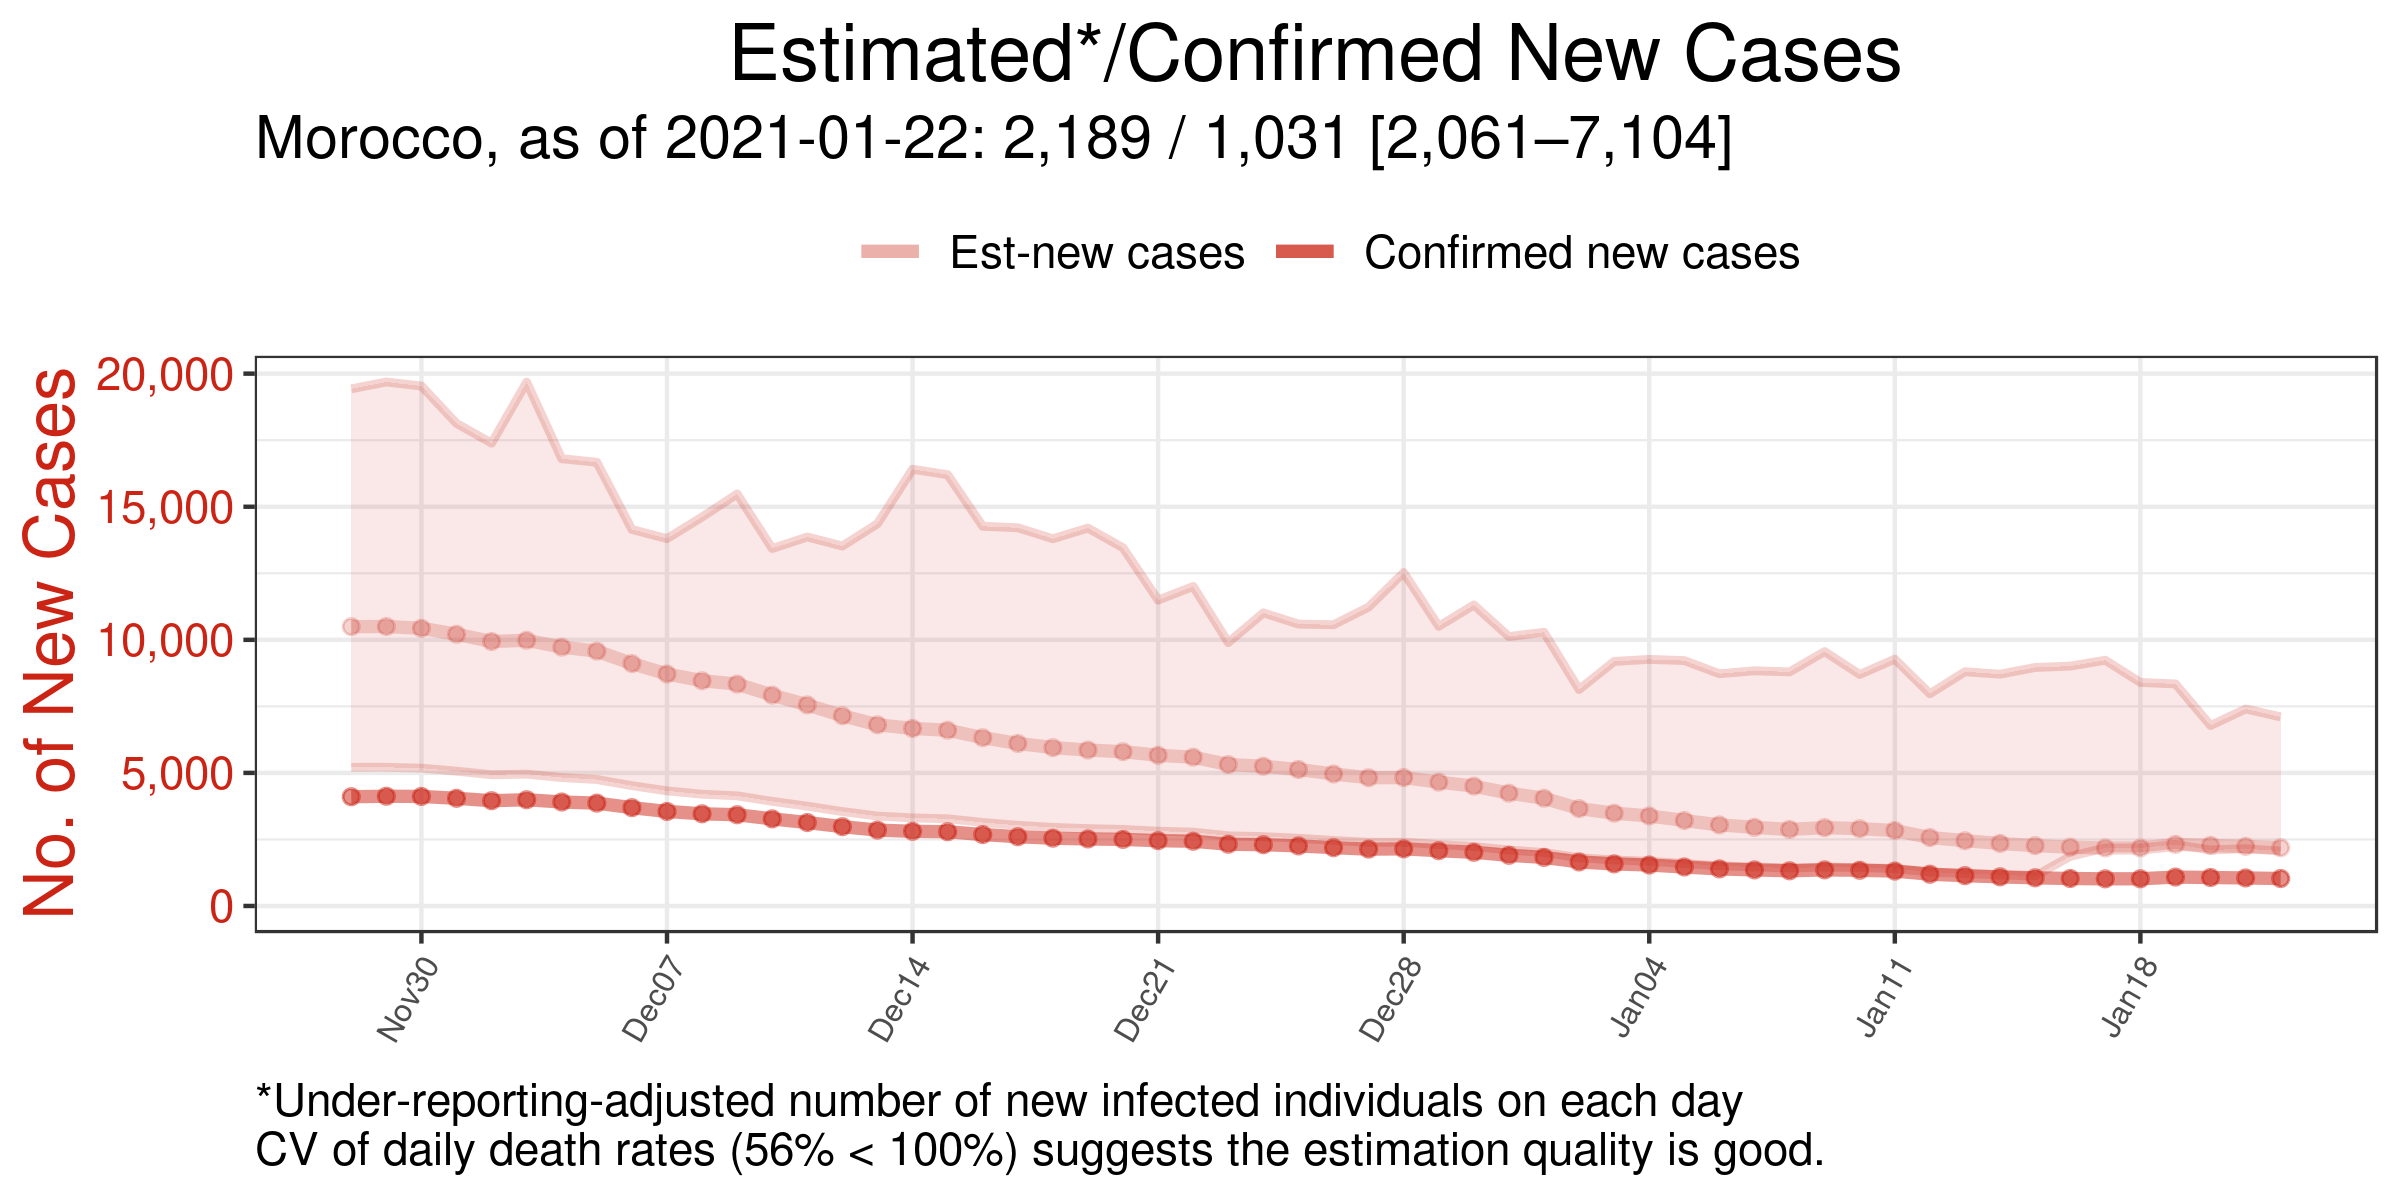 Estimated*/Confirmed New Cases
Morocco, as of 2021-01-22: 2,189 / 1,031 [2,061–7,104]
Est-new cases Confirmed new cases
No. of New Cases
20,000
15,000
10,000
5,000
0
Nov30 Dec07 Dec14 Dec21 Dec28 Jan04 Jan11 Jan18
*Under-reporting-adjusted number of new infected individuals on each day
CV of daily death rates (56% < 100%) suggests the estimation quality is good.